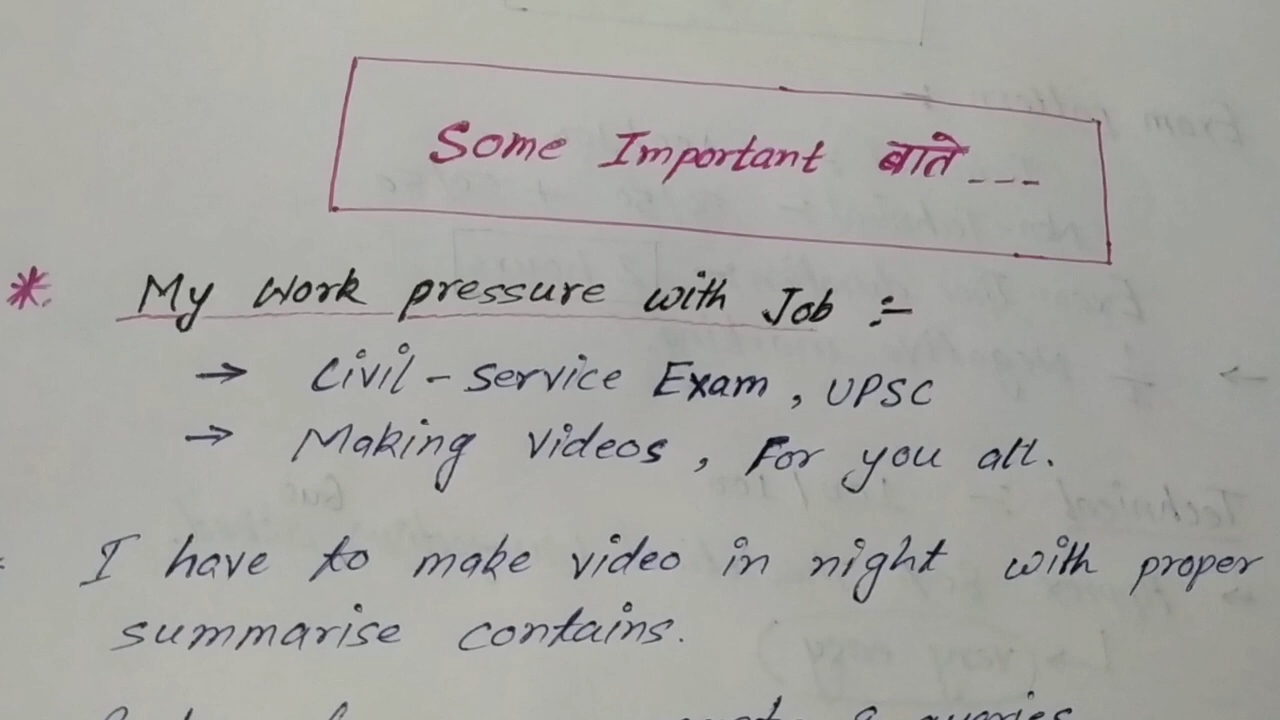 Some Important बाते---
*. My work pressure with Job :-
→ Civil-service Exam, UPSC
→ Making videos, For you all.
I have to make video in night with proper
summarise contains.
& queries